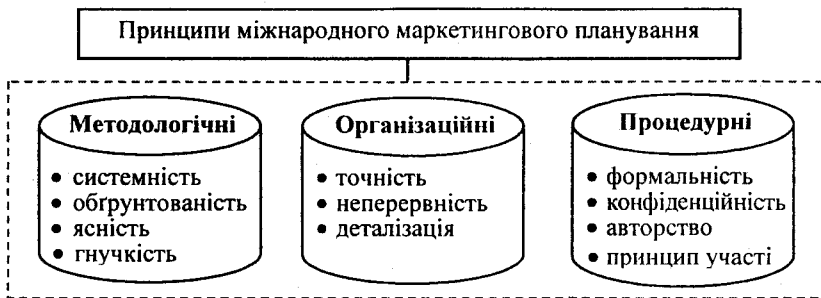 Принципи міжнародного маркетингового планування
Методологічні
• системність
• обґрунтованість
• ясність
• гнучкість
Організаційні
• точність
• неперервність
• деталізація
Процедурні
• формальність
• конфіденційність
• авторство
• принцип участі